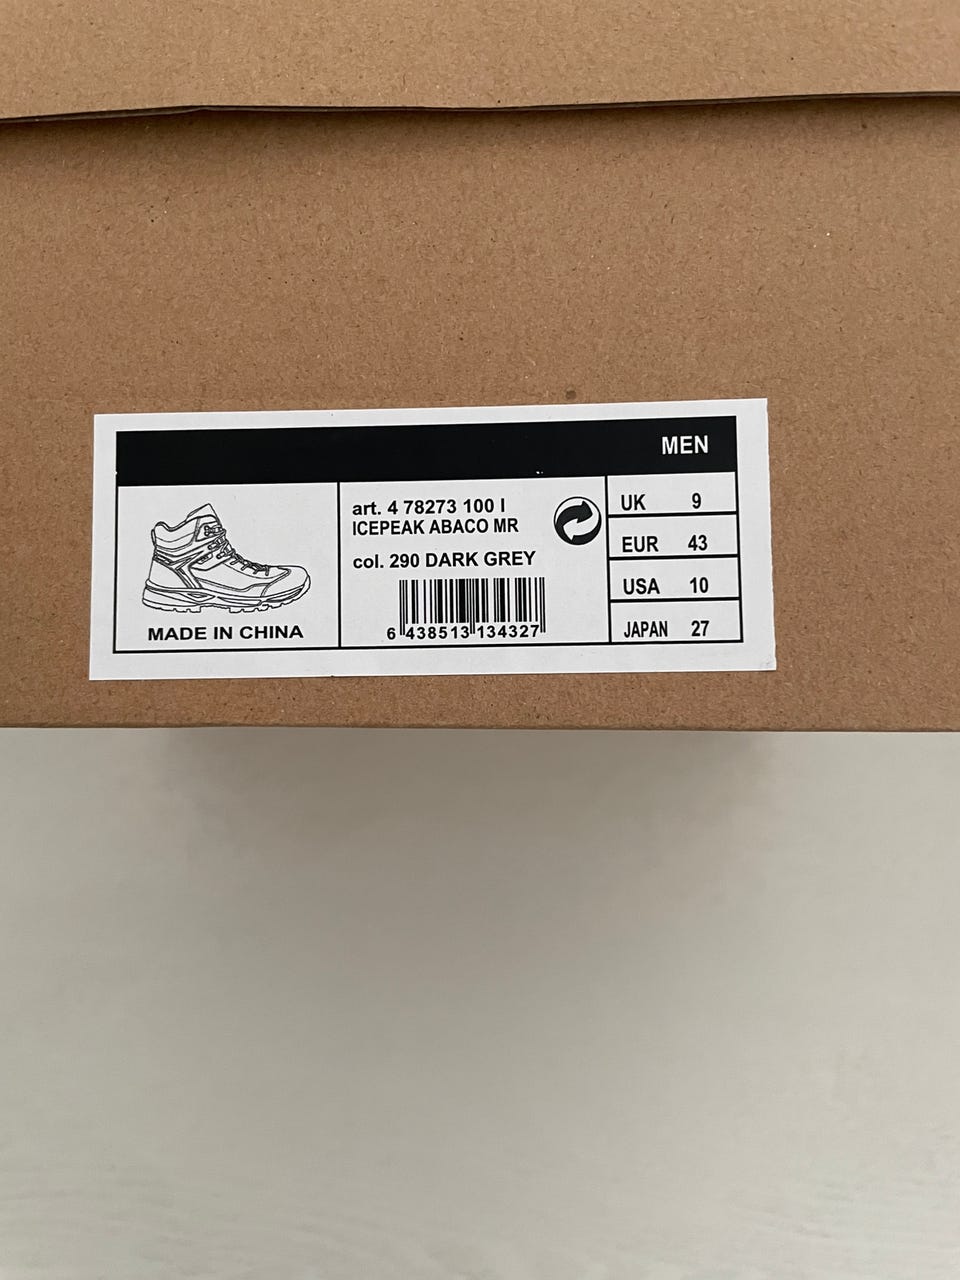 MEN
art. 4 78273 100 I
ICEPEAK ABACO MR
col. 290 DARK GREY
6 438513 134327
MADE IN CHINA
UK 9
EUR 43
USA 10
JAPAN 27